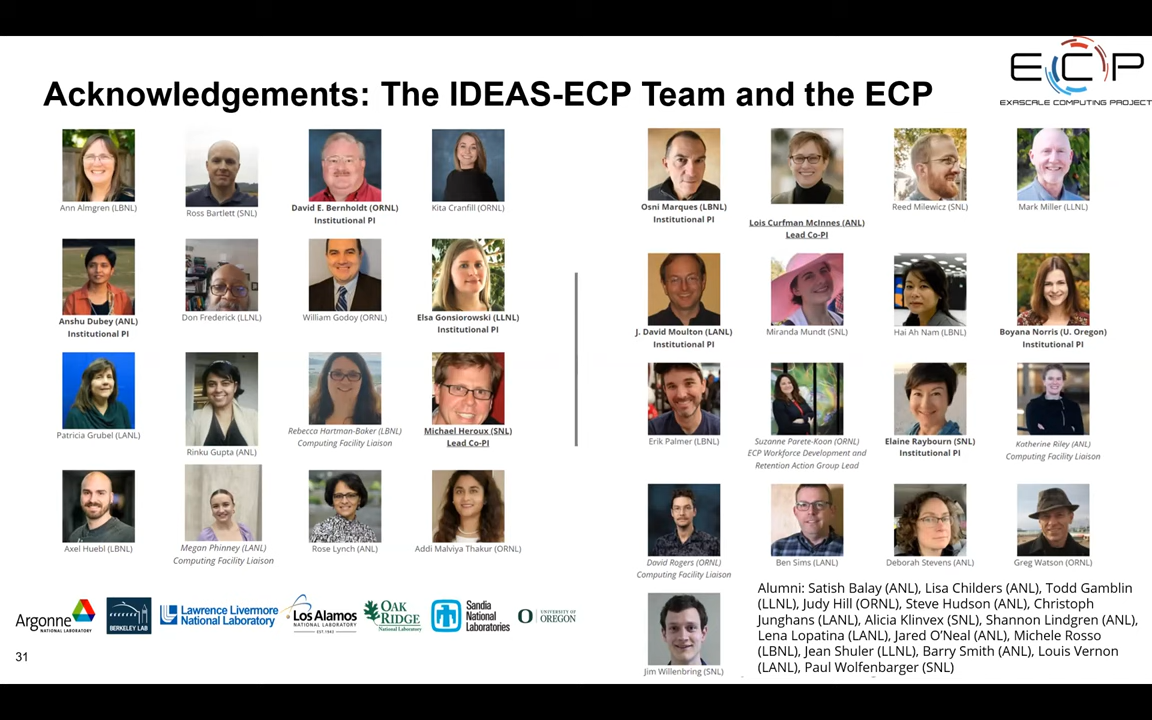 Acknowledgements: The IDEAS-ECP Team and the ECP
ECP
EXASCALE COMPUTING PROJECT
Ann Almgren (LBNL)
Ross Bartlett (SNL)
David E. Bernholdt (ORNL)
Institutional PI
Kita Cranfill (ORNL)
Anshu Dubey (ANL)
Institutional PI
Don Frederick (LLNL)
William Godoy (ORNL)
Elsa Gonsiorowski (LLNL)
Institutional PI
Patricia Grubel (LANL)
Rinku Gupta (ANL)
Rebecca Hartman-Baker (LBNL)
Computing Facility Liaison
Michael Heroux (SNL)
Lead Co-PI
Axel Huebl (LBNL)
Megan Phinney (LANL)
Computing Facility Liaison
Rose Lynch (ANL)
Addi Malviya Thakur (ORNL)
Osni Marques (LBNL)
Institutional PI
Lois Curfman McInnes (ANL)
Lead Co-PI
Reed Milewicz (SNL)
Mark Miller (LLNL)
J. David Moulton (LANL)
Institutional PI
Miranda Mundt (SNL)
Hai Ah Nam (LBNL)
Boyana Norris (U. Oregon)
Institutional PI
Erik Palmer (LBNL)
Suzanne Parete-Koon (ORNL)
ECP Workforce Development and
Retention Action Group Lead
Elaine Raybourn (SNL)
Institutional PI
Katherine Riley (ANL)
Computing Facility Liaison
David Rogers (ORNL)
Computing Facility Liaison
Ben Sims (LANL)
Deborah Stevens (ANL)
Greg Watson (ORNL)
Jim Willenbring (SNL)
Alumni: Satish Balay (ANL), Lisa Childers (ANL), Todd Gamblin
(LLNL), Judy Hill (ORNL), Steve Hudson (ANL), Christoph
Junghans (LANL), Alicia Klinvex (SNL), Shannon Lindgren (ANL),
Lena Lopatina (LANL), Jared O'Neal (ANL), Michele Rosso
(LBNL), Jean Shuler (LLNL), Barry Smith (ANL), Louis Vernon
(LANL), Paul Wolfenbarger (SNL)
Argonne
NATIONAL LABORATORY
BERKELEY LAB
Lawrence Livermore
National Laboratory
Los Alamos
NATIONAL LABORATORY
EST. 1943
OAK
RIDGE
National Laboratory
Sandia
National
Laboratories
O
UNIVERSITY OF
OREGON
31